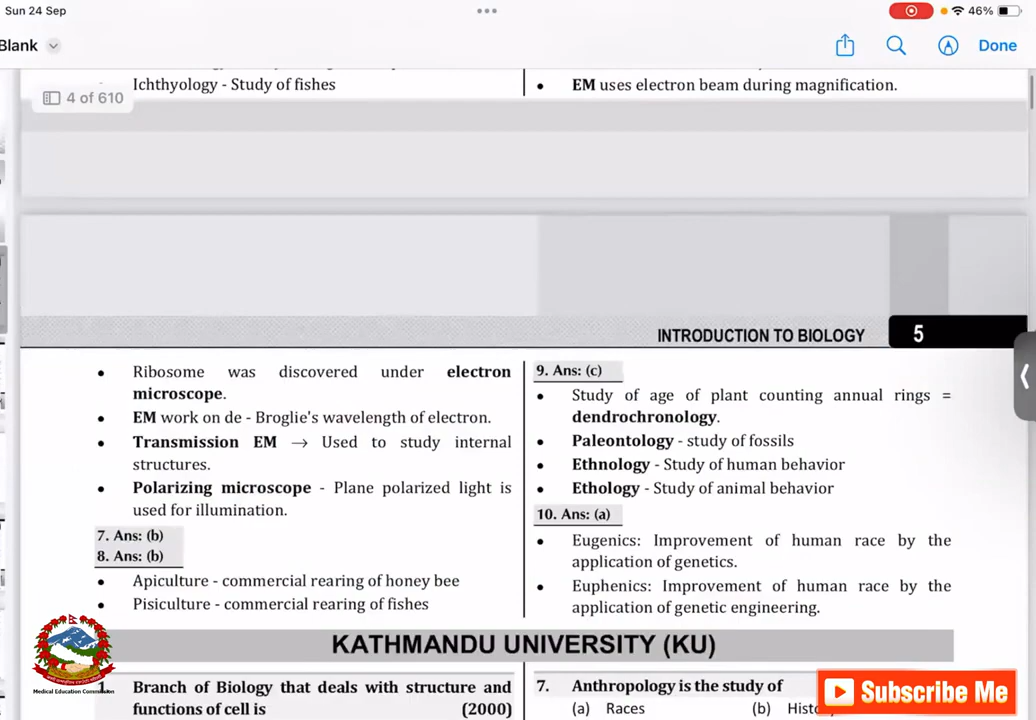 Sun 24 Sep
46%
Blank
Done
Ichthyology - Study of fishes
4 of 610
EM uses electron beam during magnification.
INTRODUCTION TO BIOLOGY 5
Ribosome was discovered under electron
microscope.
EM work on de - Broglie's wavelength of electron.
Transmission EM → Used to study internal
structures.
Polarizing microscope - Plane polarized light is
used for illumination.
7. Ans: (b)
8. Ans: (b)
Apiculture - commercial rearing of honey bee
Pisiculture - commercial rearing of fishes
9. Ans: (c)
Study of age of plant counting annual rings =
dendrochronology.
Paleontology - study of fossils
Ethnology - Study of human behavior
Ethology - Study of animal behavior
10. Ans: (a)
Eugenics: Improvement of human race by the
application of genetics.
Euphenics: Improvement of human race by the
application of genetic engineering.
KATHMANDU UNIVERSITY (KU)
Medical Education Commission
Branch of Biology that deals with structure and
functions of cell is (2000)
7. Anthropology is the study of
(a) Races (b)
Subscribe Me